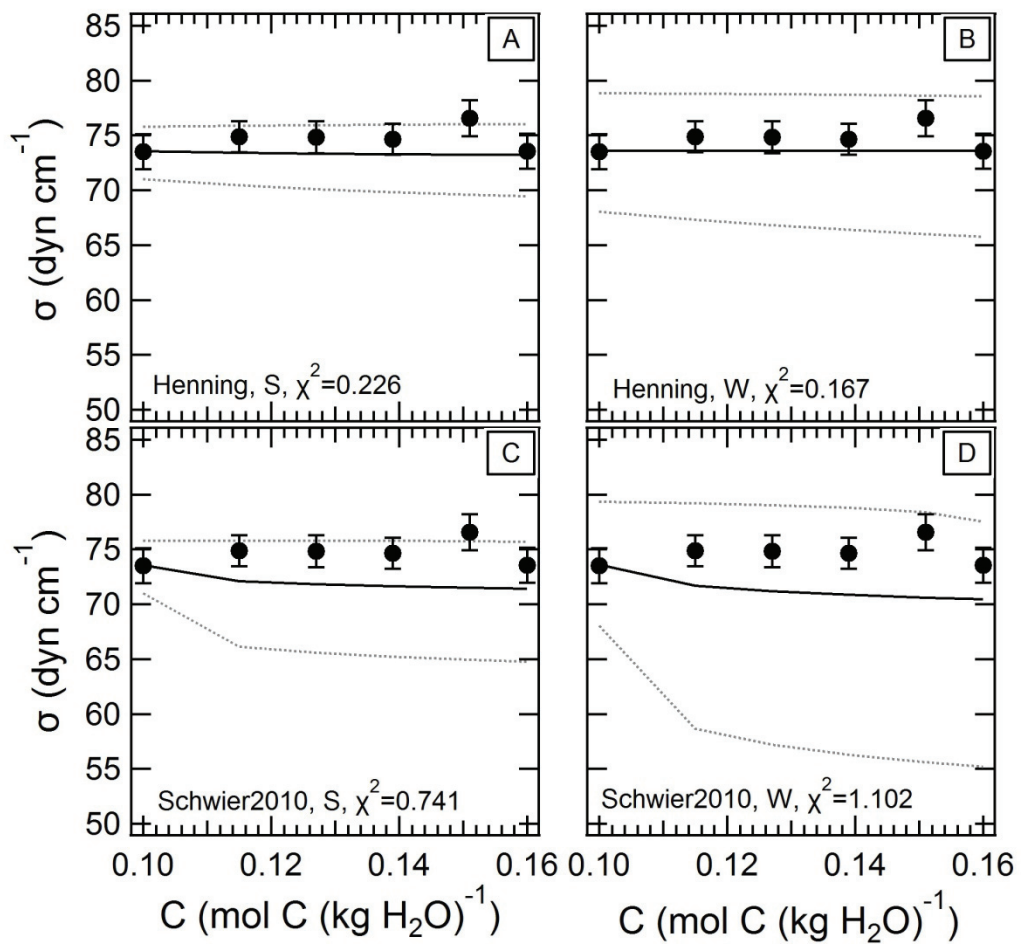 A
B
85
80
75
70
65
60
55
50
σ (dyn cm⁻¹)
Henning, S, χ²=0.226
Henning, W, χ²=0.167
C
D
85
80
75
70
65
60
55
50
σ (dyn cm⁻¹)
Schwier2010, S, χ²=0.741
Schwier2010, W, χ²=1.102
0.10 0.12 0.14 0.16
0.10 0.12 0.14 0.16
C (mol C (kg H₂O)⁻¹
C (mol C (kg H₂O)⁻¹